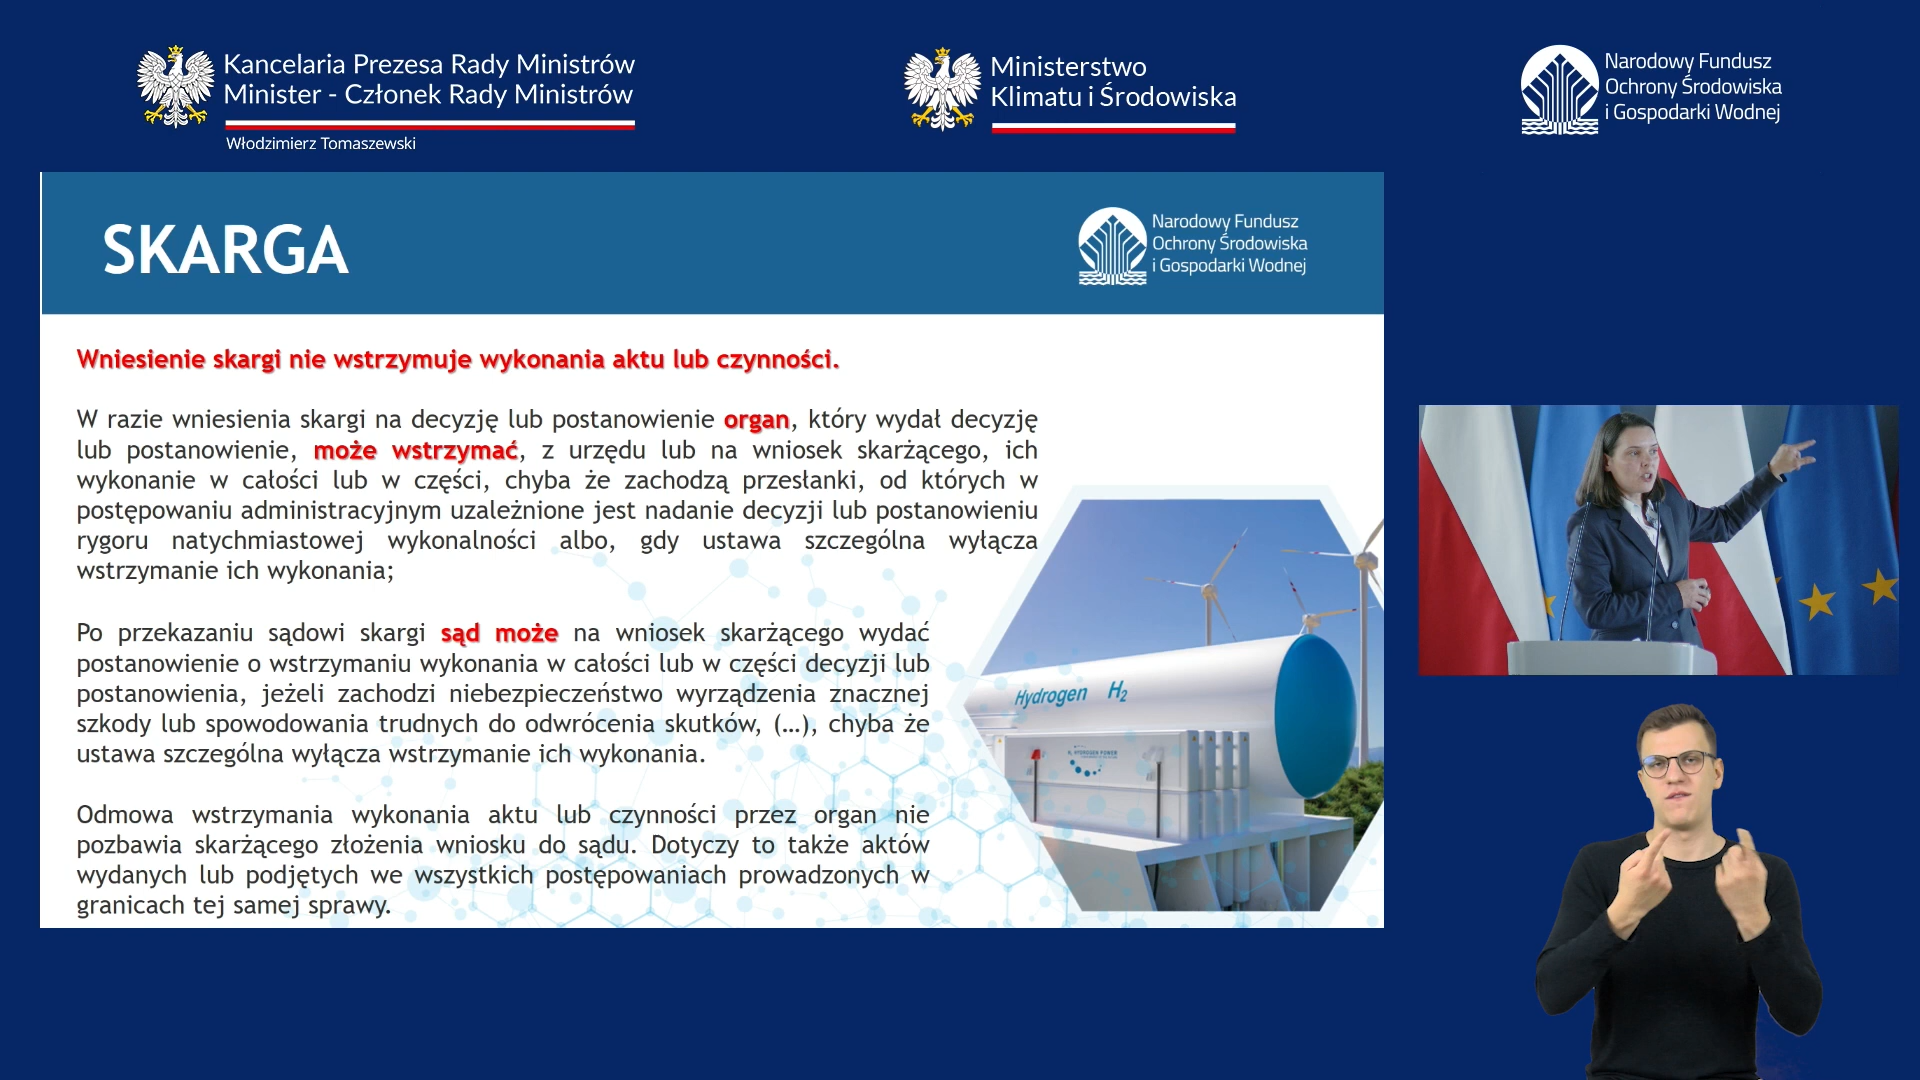 Kancelaria Prezesa Rady Ministrów
Minister - Członek Rady Ministrów
Włodzimierz Tomaszewski
Ministerstwo
Klimatu i Środowiska
Narodowy Fundusz
Ochrony Środowiska
i Gospodarki Wodnej
SKARGA
Narodowy Fundusz
Ochrony Środowiska
i Gospodarki Wodnej
Wniesienie skargi nie wstrzymuje wykonania aktu lub czynności.
W razie wniesienia skargi na decyzję lub postanowienie organ, który wydał decyzję
lub postanowienie, może wstrzymać, z urzędu lub na wniosek skarżącego, ich
wykonanie w całości lub w części, chyba że zachodzą przesłanki, od których w
postępowaniu administracyjnym uzależnione jest nadanie decyzji lub postanowieniu
rygoru natychmiastowej wykonalności albo, gdy ustawa szczególna wyłącza
wstrzymanie ich wykonania;
Po przekazaniu sądowi skargi sąd może na wniosek skarżącego wydać
postanowienie o wstrzymaniu wykonania w całości lub w części decyzji lub
postanowienia, jeżeli zachodzi niebezpieczeństwo wyrządzenia znacznej
szkody lub spowodowania trudnych do odwrócenia skutków, (…), chyba że
ustawa szczególna wyłącza wstrzymanie ich wykonania.
Odmowa wstrzymania wykonania aktu lub czynności przez organ nie
pozbawia skarżącego złożenia wniosku do sądu. Dotyczy to także aktów
wydanych lub podjętych we wszystkich postępowaniach prowadzonych w
granicach tej samej sprawy.
Hydrogen H₂
H₂ HYDROGEN POWER